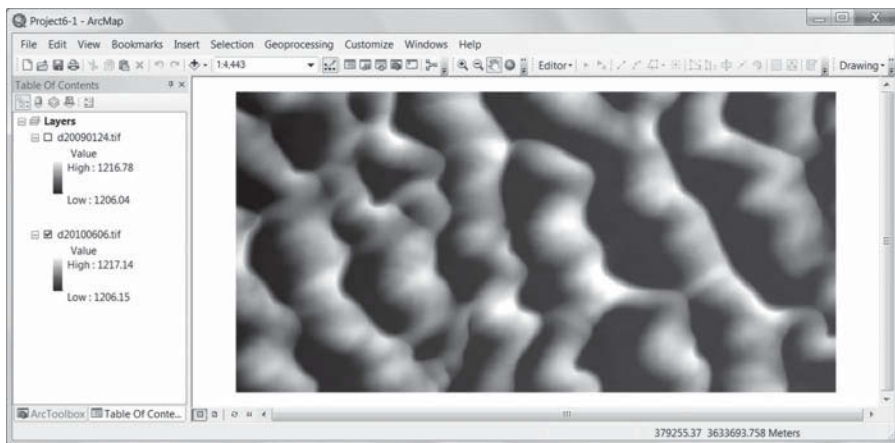 Project6-1 - ArcMap
File Edit View Bookmarks Insert Selection Geoprocessing Customize Windows Help
1:4,443 Editor Drawing
Table Of Contents
Layers
d20090124.tif
Value
High : 1216.78
Low : 1206.04
d20100606.tif
Value
High : 1217.14
Low : 1206.15
ArcToolbox Table Of Conte...
379255.37 3633693.758 Meters